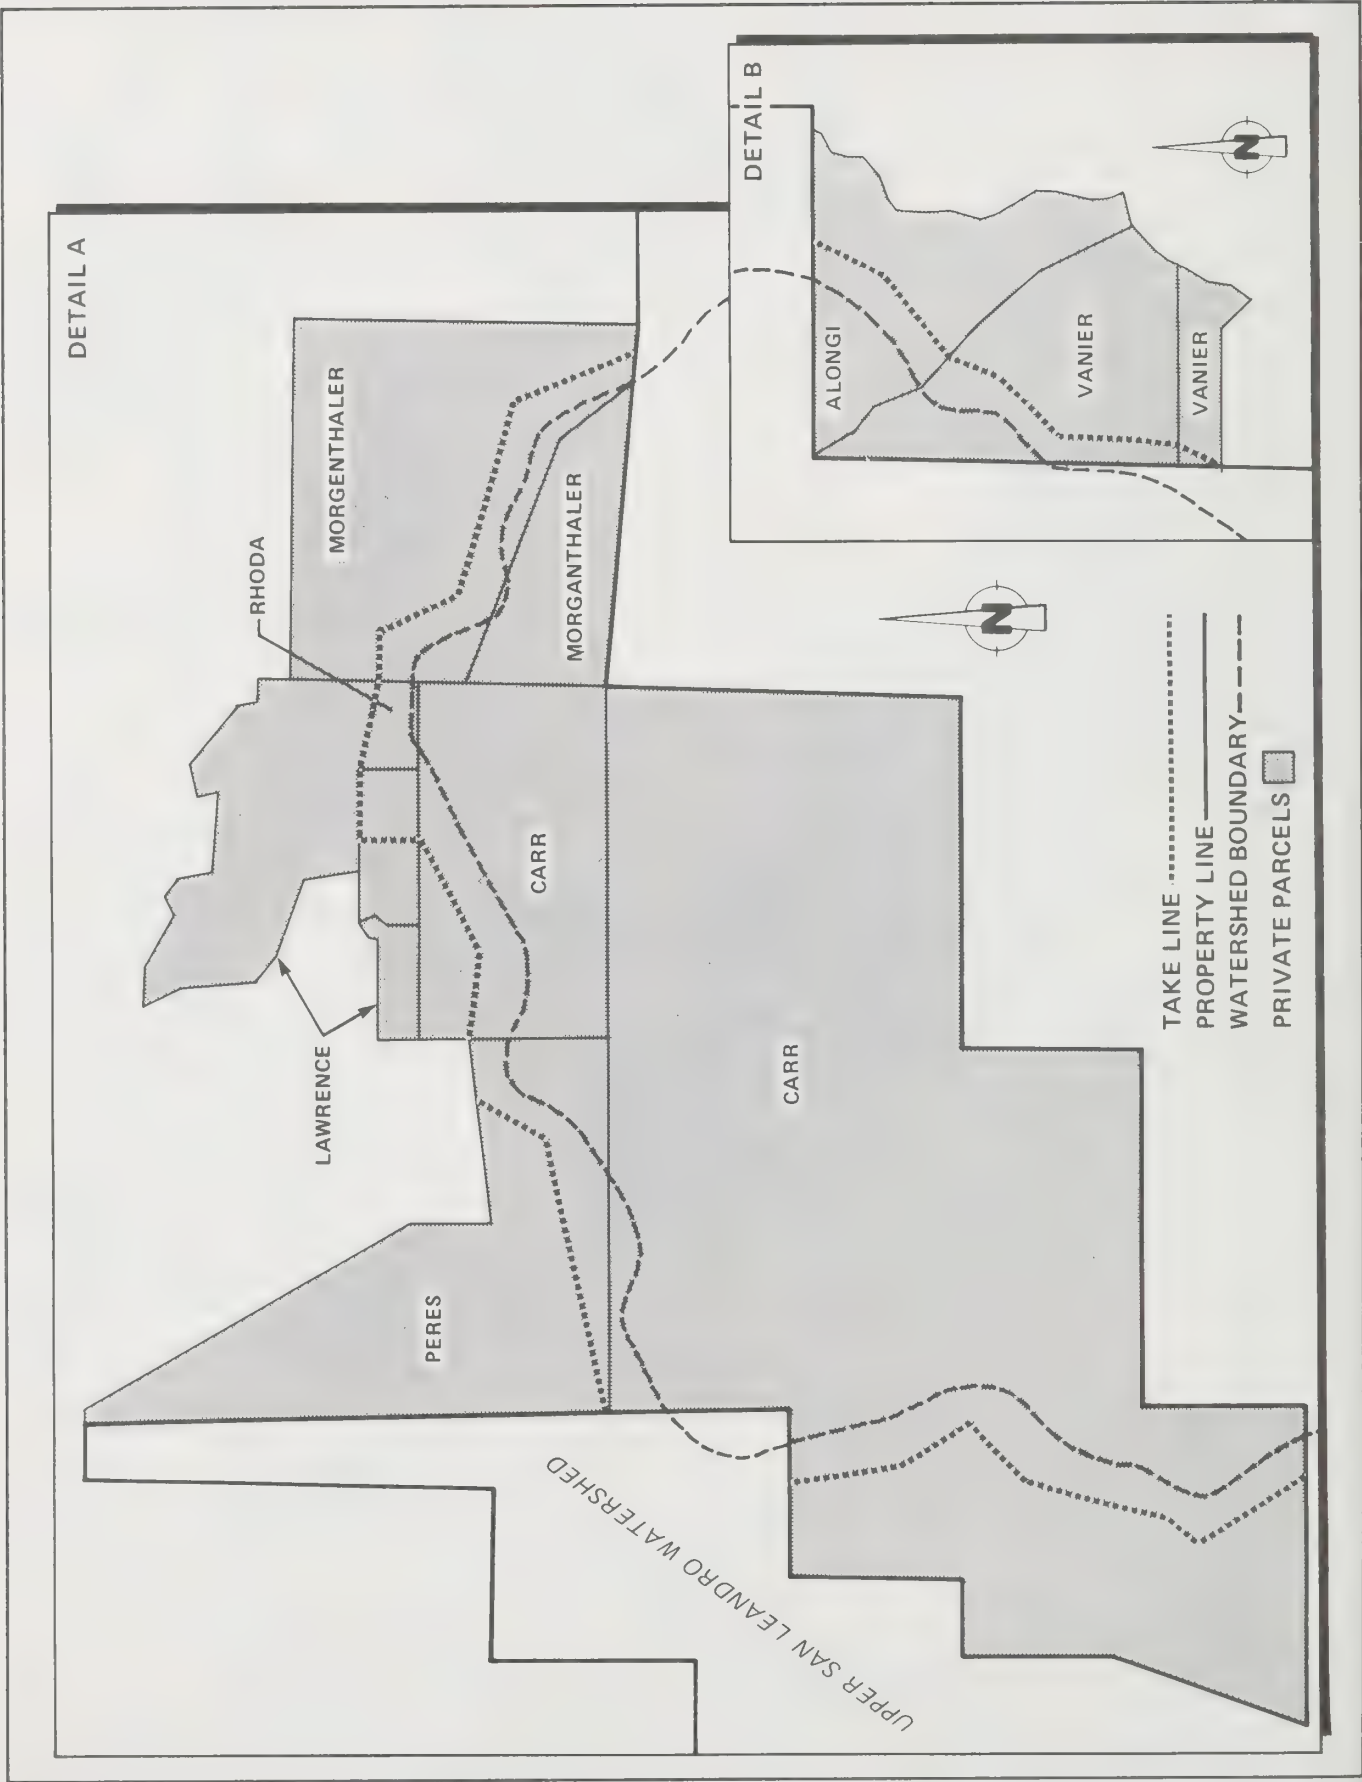 DETAIL A
RHODA
MORGENTHALER
MORGANTHALER
LAWRENCE
CARR
PERES
CARR
UPPER SAN LEANDRO WATERSHED
N
TAKE LINE
PROPERTY LINE
WATERSHED BOUNDARY
PRIVATE PARCELS
DETAIL B
ALONGI
VANIER
VANIER
N